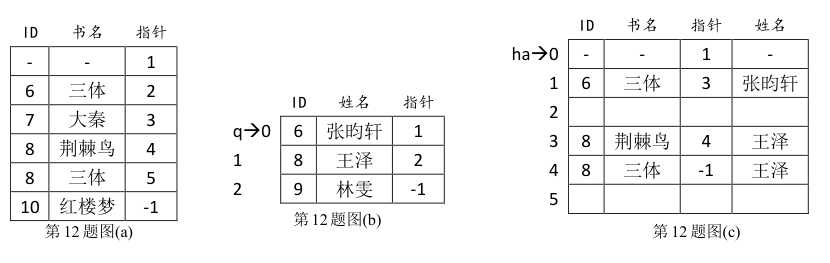 ID 书名 指针
- - 1
6 三体 2
7 大秦 3
8 荆棘鸟 4
8 三体 5
10 红楼梦 -1
第12题图(a)
ID 姓名 指针
q→0 6 张昀轩 1
1 8 王泽 2
2 9 林雯 -1
第12题图(b)
ID 书名 指针 姓名
ha→0 - - 1 -
1 6 三体 3 张昀轩
2
3 8 荆棘鸟 4 王泽
4 8 三体 -1 王泽
5
第12题图(c)